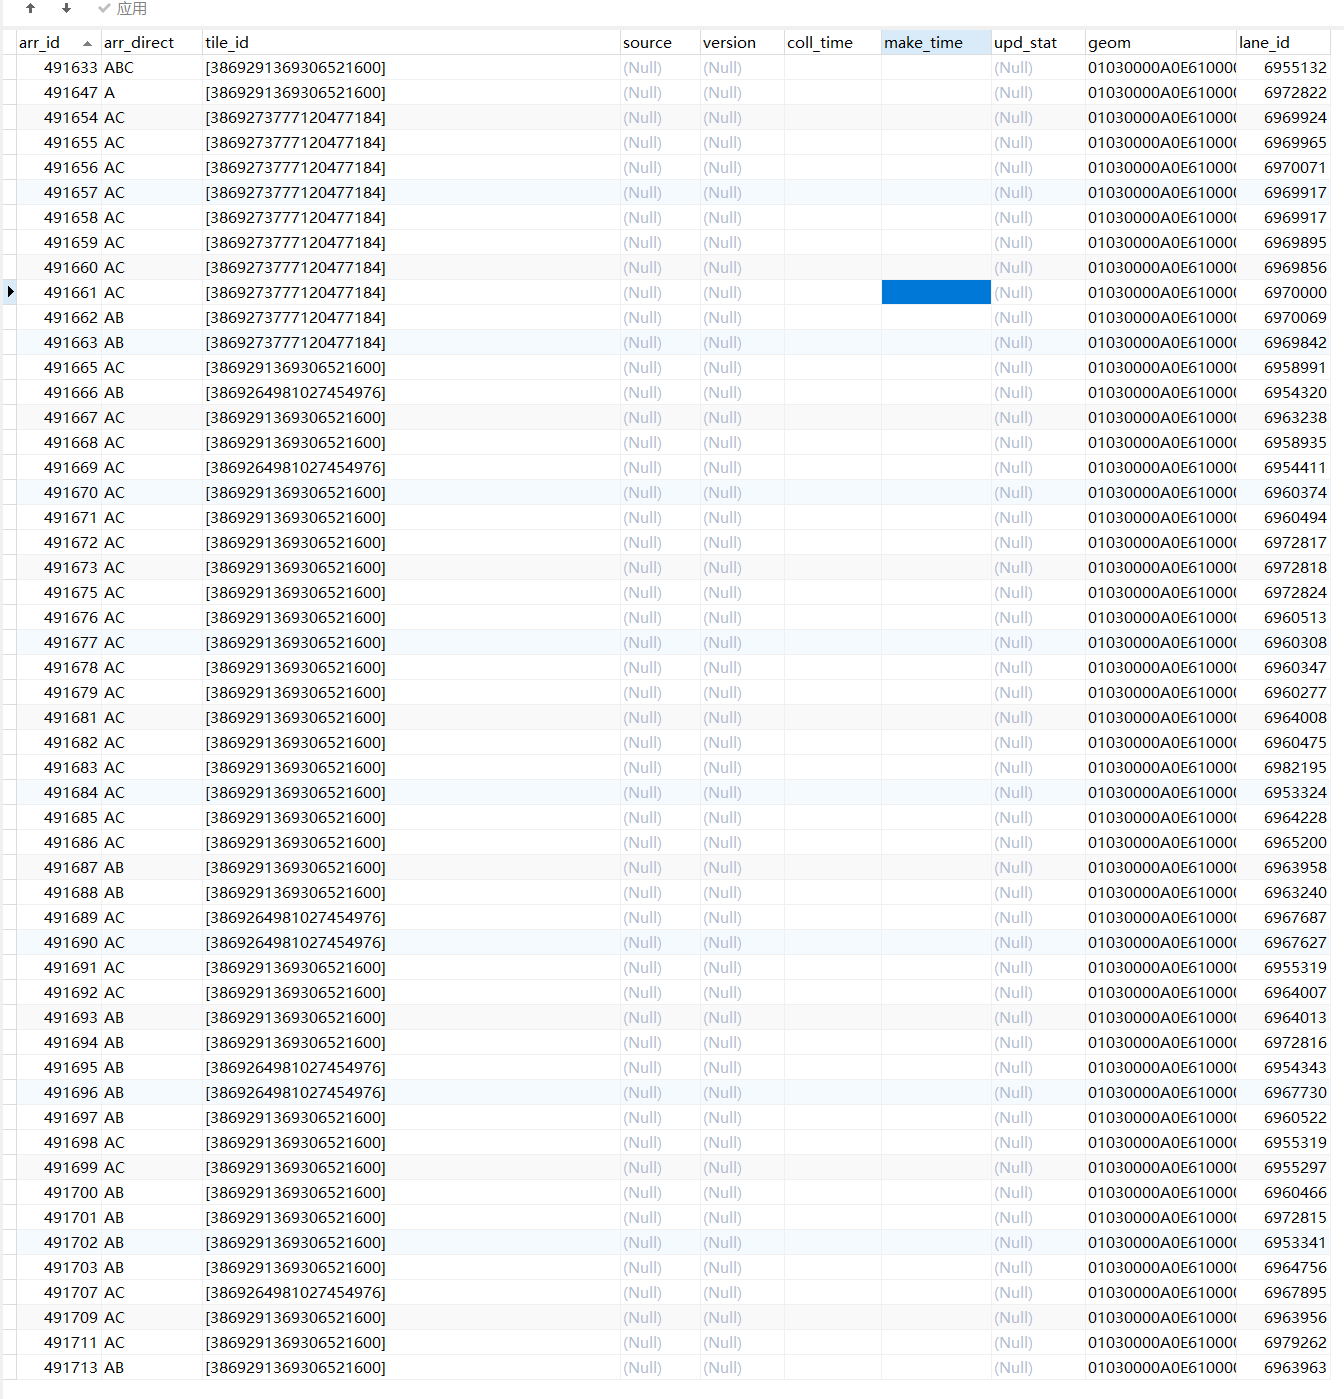 应用
arr_id arr_direct tile_id source version coll_time make_time upd_stat geom lane_id
491633 ABC [3869291369306521600] (Null) (Null) (Null) 01030000A0E610000 6955132
491647 A [3869291369306521600] (Null) (Null) (Null) 01030000A0E610000 6972822
491654 AC [3869273777120477184] (Null) (Null) (Null) 01030000A0E610000 6969924
491655 AC [3869273777120477184] (Null) (Null) (Null) 01030000A0E610000 6969965
491656 AC [3869273777120477184] (Null) (Null) (Null) 01030000A0E610000 6970071
491657 AC [3869273777120477184] (Null) (Null) (Null) 01030000A0E610000 6969917
491658 AC [3869273777120477184] (Null) (Null) (Null) 01030000A0E610000 6969917
491659 AC [3869273777120477184] (Null) (Null) (Null) 01030000A0E610000 6969895
491660 AC [3869273777120477184] (Null) (Null) (Null) 01030000A0E610000 6969856
491661 AC [3869273777120477184] (Null) (Null) (Null) 01030000A0E610000 6970000
491662 AB [3869273777120477184] (Null) (Null) (Null) 01030000A0E610000 6970069
491663 AB [3869273777120477184] (Null) (Null) (Null) 01030000A0E610000 6969842
491665 AC [3869291369306521600] (Null) (Null) (Null) 01030000A0E610000 6958991
491666 AB [3869264981027454976] (Null) (Null) (Null) 01030000A0E610000 6954320
491667 AC [3869291369306521600] (Null) (Null) (Null) 01030000A0E610000 6963238
491668 AC [3869291369306521600] (Null) (Null) (Null) 01030000A0E610000 6958935
491669 AC [3869264981027454976] (Null) (Null) (Null) 01030000A0E610000 6954411
491670 AC [3869291369306521600] (Null) (Null) (Null) 01030000A0E610000 6960374
491671 AC [3869291369306521600] (Null) (Null) (Null) 01030000A0E610000 6960494
491672 AC [3869291369306521600] (Null) (Null) (Null) 01030000A0E610000 6972817
491673 AC [3869291369306521600] (Null) (Null) (Null) 01030000A0E610000 6972818
491675 AC [3869291369306521600] (Null) (Null) (Null) 01030000A0E610000 6972824
491676 AC [3869291369306521600] (Null) (Null) (Null) 01030000A0E610000 6960513
491677 AC [3869291369306521600] (Null) (Null) (Null) 01030000A0E610000 6960308
491678 AC [3869291369306521600] (Null) (Null) (Null) 01030000A0E610000 6960347
491679 AC [3869291369306521600] (Null) (Null) (Null) 01030000A0E610000 6960277
491681 AC [3869291369306521600] (Null) (Null) (Null) 01030000A0E610000 6964008
491682 AC [3869291369306521600] (Null) (Null) (Null) 01030000A0E610000 6960475
491683 AC [3869291369306521600] (Null) (Null) (Null) 01030000A0E610000 6982195
491684 AC [3869291369306521600] (Null) (Null) (Null) 01030000A0E610000 6953324
491685 AC [3869291369306521600] (Null) (Null) (Null) 01030000A0E610000 6964228
491686 AC [3869291369306521600] (Null) (Null) (Null) 01030000A0E610000 6965200
491687 AB [3869291369306521600] (Null) (Null) (Null) 01030000A0E610000 6963958
491688 AB [3869291369306521600] (Null) (Null) (Null) 01030000A0E610000 6963240
491689 AC [3869264981027454976] (Null) (Null) (Null) 01030000A0E610000 6967687
491690 AC [3869264981027454976] (Null) (Null) (Null) 01030000A0E610000 6967627
491691 AC [3869291369306521600] (Null) (Null) (Null) 01030000A0E610000 6955319
491692 AC [3869291369306521600] (Null) (Null) (Null) 01030000A0E610000 6964007
491693 AB [3869291369306521600] (Null) (Null) (Null) 01030000A0E610000 6964013
491694 AB [3869291369306521600] (Null) (Null) (Null) 01030000A0E610000 6972816
491695 AB [3869264981027454976] (Null) (Null) (Null) 01030000A0E610000 6954343
491696 AB [3869264981027454976] (Null) (Null) (Null) 01030000A0E610000 6967730
491697 AB [3869291369306521600] (Null) (Null) (Null) 01030000A0E610000 6960522
491698 AC [3869291369306521600] (Null) (Null) (Null) 01030000A0E610000 6955319
491699 AC [3869291369306521600] (Null) (Null) (Null) 01030000A0E610000 6955297
491700 AB [3869291369306521600] (Null) (Null) (Null) 01030000A0E610000 6960466
491701 AB [3869291369306521600] (Null) (Null) (Null) 01030000A0E610000 6972815
491702 AB [3869291369306521600] (Null) (Null) (Null) 01030000A0E610000 6953341
491703 AB [3869291369306521600] (Null) (Null) (Null) 01030000A0E610000 6964756
491707 AC [3869264981027454976] (Null) (Null) (Null) 01030000A0E610000 6967895
491709 AC [3869291369306521600] (Null) (Null) (Null) 01030000A0E610000 6963956
491711 AC [3869291369306521600] (Null) (Null) (Null) 01030000A0E610000 6979262
491713 AB [3869291369306521600] (Null) (Null) (Null) 01030000A0E610000 6963963